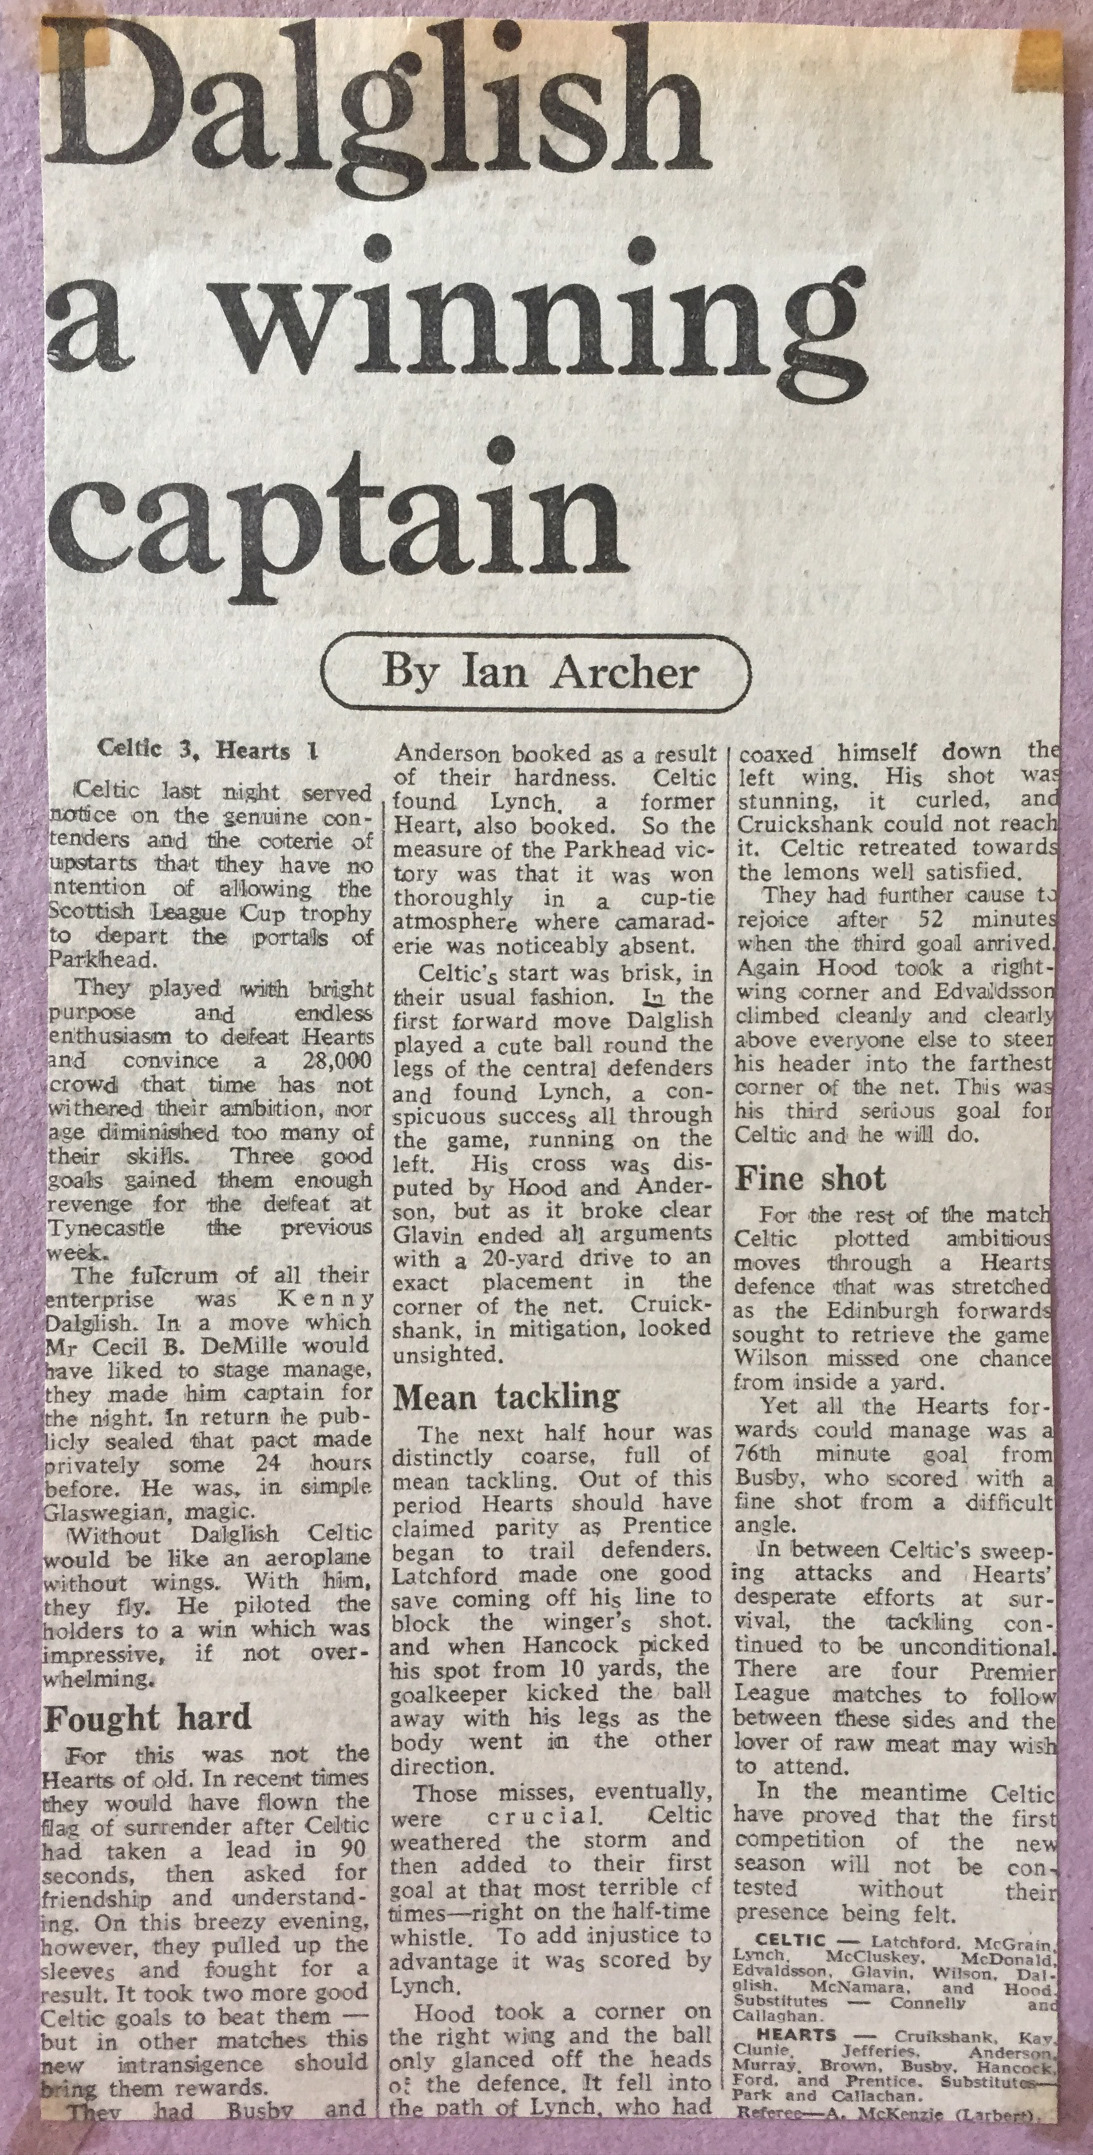 Dalglish
a winning
captain
By Ian Archer
Celtic 3, Hearts 1
Celtic last night served
notice on the genuine con-
tenders and the coterie of
upstarts that they have no
ntention of allowing the
Scottish League Cup trophy
to depart the portals of
Parkhead.
They played with bright
purpose and endless
enthusiasm to defeat Hearts
and convince a 28,000
crowd that time has not
withered their ambition, nor
age diminished too many of
their skills. Three good
goals gained them enough
revenge for the defeat at
Tynecastle the previous
week.
The fulcrum of all their
enterprise was Kenny
Dalglish. In a move which
Mr Cecil B. DeMille would
have liked to stage manage,
they made him captain for
the night. In return he pub-
licly sealed that pact made
privately some 24 hours
before. He was, in simple
Glaswegian, magic.
Without Dalglish Celtic
would be like an aeroplane
without wings. With him,
they fly. He piloted the
holders to a win which was
impressive, if not over-
whelming.
Fought hard
For this was not the
Hearts of old. In recent times
they would have flown the
flag of surrender after Celtic
had taken a lead in 90
seconds, then asked for
friendship and understand-
ing. On this breezy evening,
however, they pulled up the
sleeves and fought for a
result. It took two more good
Celtic goals to beat them —
but in other matches this
new intransigence should
bring them rewards.
They had Busby and
Anderson booked as a result
of their hardness. Celtic
found Lynch, a former
Heart, also booked. So the
measure of the Parkhead vic-
tory was that it was won
thoroughly in a cup-tie
atmosphere where camarad-
erie was noticeably absent.
Celtic's start was brisk, in
their usual fashion. In the
first forward move Dalglish
played a cute ball round the
legs of the central defenders
and found Lynch, a con-
spicuous success all through
the game, running on the
left. His cross was dis-
puted by Hood and Ander-
son, but as it broke clear
Glavin ended all arguments
with a 20-yard drive to an
exact placement in the
corner of the net. Cruick-
shank, in mitigation, looked
unsighted.
Mean tackling
The next half hour was
distinctly coarse, full of
mean tackling. Out of this
period Hearts should have
claimed parity as Prentice
began to trail defenders.
Latchford made one good
save coming off his line to
block the winger's shot.
and when Hancock picked
his spot from 10 yards, the
goalkeeper kicked the ball
away with his legs as the
body went in the other
direction.
Those misses, eventually,
were crucial. Celtic
weathered the storm and
then added to their first
goal at that most terrible of
times—right on the half-time
whistle. To add injustice to
advantage it was scored by
Lynch.
Hood took a corner on
the right wing and the ball
only glanced off the heads
of the defence. It fell into
the path of Lynch, who had
coaxed himself down the
left wing. His shot was
stunning, it curled, and
Cruickshank could not reach
it. Celtic retreated towards
the lemons well satisfied.
They had further cause to
rejoice after 52 minutes
when the third goal arrived.
Again Hood took a right-
wing corner and Edvaldsson
climbed cleanly and clearly
above everyone else to steer
his header into the farthest
corner of the net. This was
his third serious goal for
Celtic and he will do.
Fine shot
For the rest of the match
Celtic plotted ambitious
moves through a Hearts
defence that was stretched
as the Edinburgh forwards
sought to retrieve the game
Wilson missed one chance
from inside a yard.
Yet all the Hearts for-
wards could manage was a
76th minute goal from
Busby, who scored with a
fine shot from a difficult
angle.
In between Celtic's sweep-
ing attacks and Hearts'
desperate efforts at sur-
vival, the tackling con-
tinued to be unconditional.
There are four Premier
League matches to follow
between these sides and the
lover of raw meat may wish
to attend.
In the meantime Celtic
have proved that the first
competition of the new
season will not be con-
tested without their
presence being felt.
CELTIC — Latchford, McGrain,
Lynch, McCluskey, McDonald,
Edvaldsson, Glavin, Wilson, Dal-
glish, McNamara, and Hood.
Substitutes — Connelly and
Callaghan.
HEARTS — Cruikshank, Kay,
Clunie, Jefferies, Anderson,
Murray, Brown, Busby, Hancock,
Ford, and Prentice. Substitutes—
Park and Callachan.
Referee—A. McKenzie (Larbert).